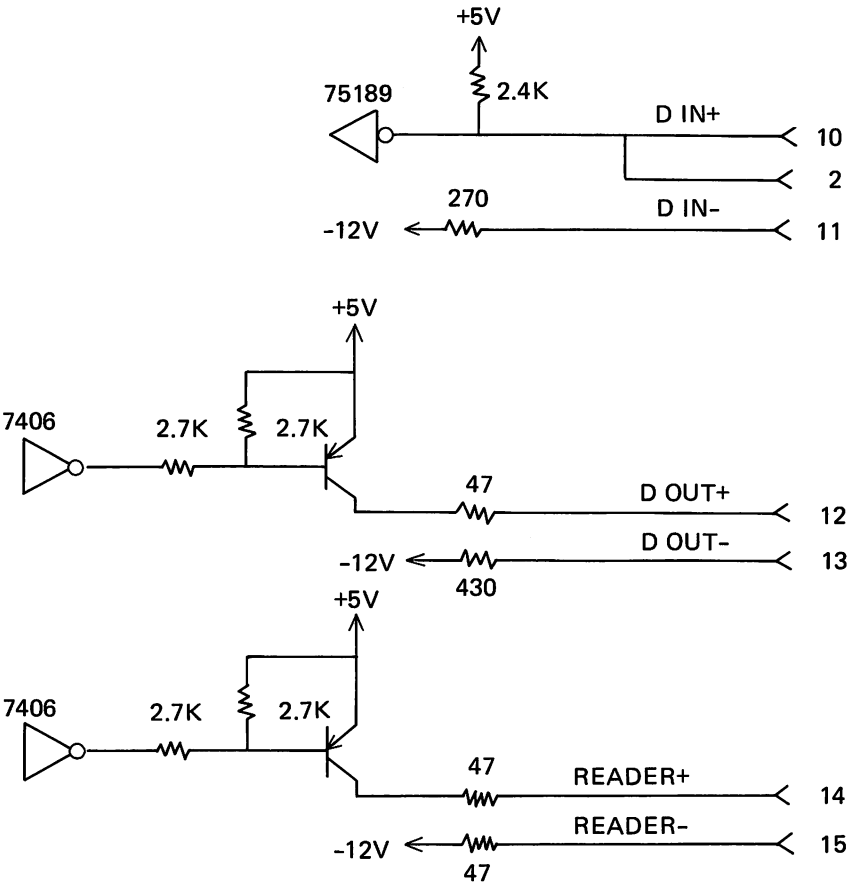 +5V
75189
2.4K
D IN+
10
2
270
D IN−
-12V
11
+5V
7406
2.7K
2.7K
47
D OUT+
12
D OUT−
-12V
13
430
+5V
7406
2.7K
2.7K
47
READER+
14
READER−
-12V
15
47